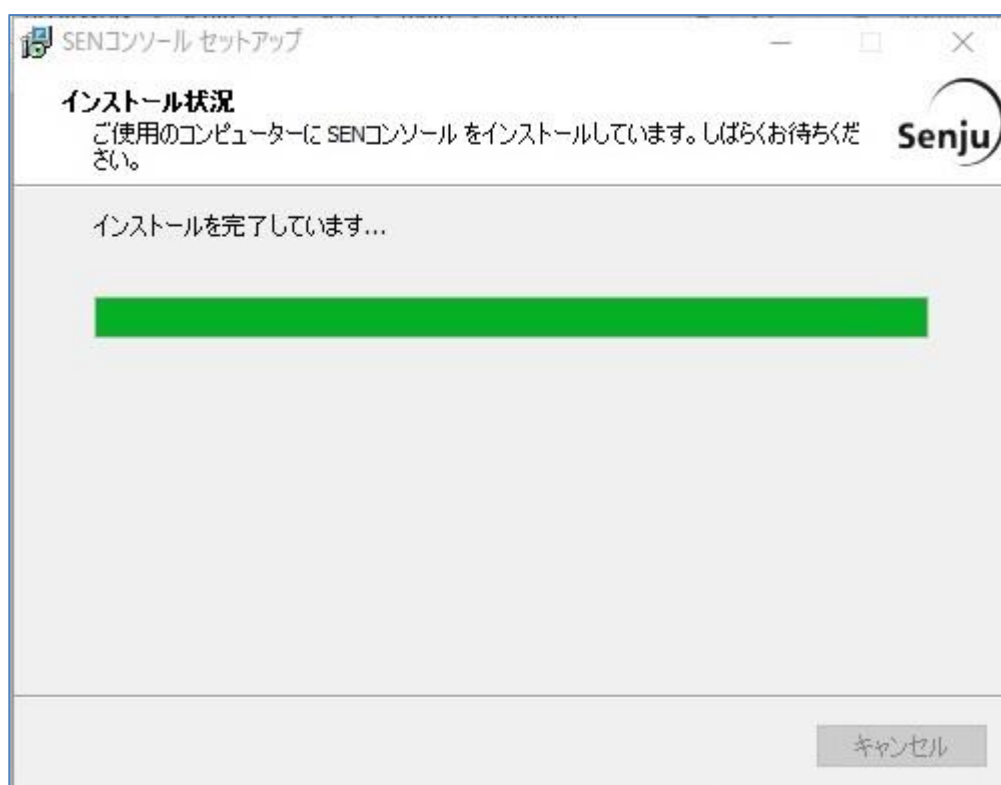 SENコンソール セットアップ
インストール状況
ご使用のコンピューターに SENコンソール をインストールしています。しばらくお待ちくだ
さい。
Senju
インストールを完了しています...
キャンセル